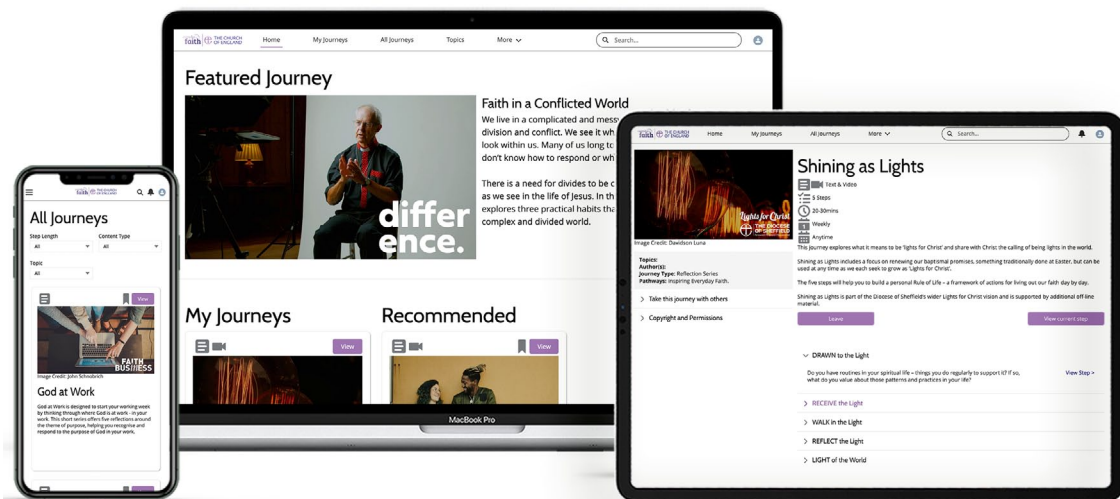 faith
THE CHURCH
OF ENGLAND
Home
My Journeys
All Journeys
Topics
More
Search...
Featured Journey
differ
ence.
Faith in a Conflicted World
We live in a complicated and
division and conflict. We see it
look within us. Many of us long
don't know how to respond or
There is a need for divides to be
as we see in the life of Jesus. In
explores three practical habits
complex and divided world.
My Journeys
View
Recommended
View
MacBook Pro
faith
All Journeys
Step Length
Content Type
All
All
Topic
All
View
FAITH
BUSINESS
Image Credit: John Schnobrich
God at Work
God at Work is designed to start your working week
by thinking through where God is at work - in your
work. This short series offers five reflections around
the theme of purpose, helping you recognise and
respond to the purpose of God in your work.
faith
THE CHURCH
OF ENGLAND
Home
My Journeys
All Journeys
More
Search...
Lights for Christ
THE DIOCESE
OF SHEFFIELD
Image Credit: Davidson Luna
Topics:
Author(s):
Journey Type: Reflection Series
Pathways: Inspiring Everyday Faith.
Take this journey with others
Copyright and Permissions
Shining as Lights
Text & Video
5 Steps
20-30mins
1
Weekly
Anytime
This journey explores what it means to be 'lights for Christ' and share with Christ the calling of being lights in the world.
Shining as Lights includes a focus on renewing our baptismal promises, something traditionally done at Easter, but can be
used at any time as we each seek to grow as 'Lights for Christ'.
The five steps will help you to build a personal Rule of Life – a framework of actions for living out our faith day by day.
Shining as Lights is part of the Diocese of Sheffield's wider Lights for Christ vision and is supported by additional off-line
material.
Leave
View current step
DRAWN to the Light
Do you have routines in your spiritual life – things you do regularly to support it? If so,
what do you value about those patterns and practices in your life?
View Step >
RECEIVE the Light
WALK in the Light
REFLECT the Light
LIGHT of the World